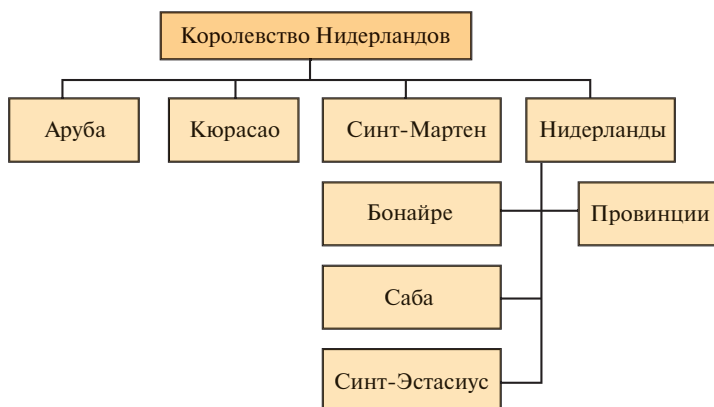 Королевство Нидерландов
Аруба
Кюрасао
Синт-Мартен
Нидерланды
Бонайре
Провинции
Саба
Синт-Эстасиус